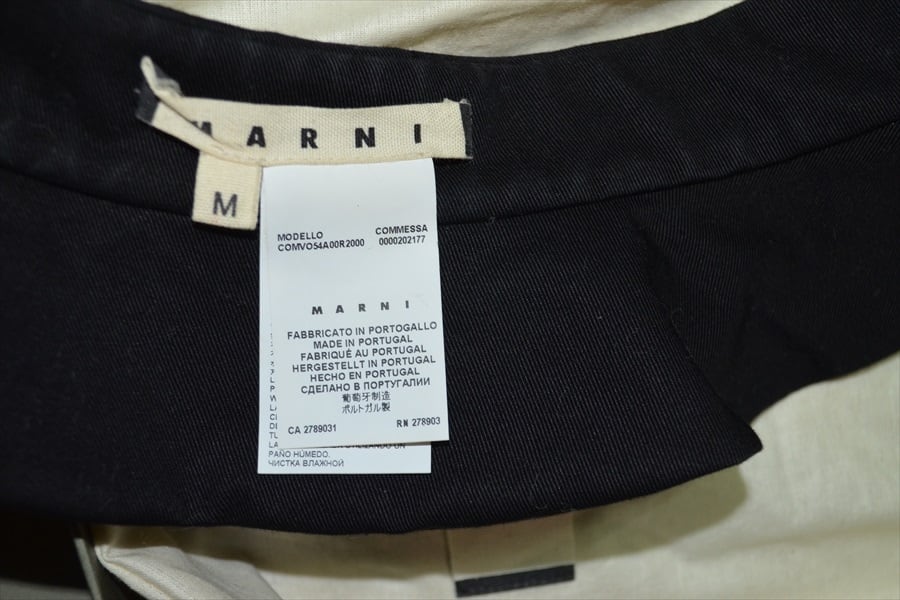 MARNI
M
MODELLO COMMESSA
COMVO54A00R2000 0000202177
MARNI
FABBRICATO IN PORTOGALLO
MADE IN PORTUGAL
FABRIQUÉ AU PORTUGAL
HERGESTELLT IN PORTUGAL
HECHO EN PORTUGAL
СДЕЛАНО В ПОРТУГАЛИИ
葡萄牙制造
ポルトガル製
CA 2789031 RN 278903
UN
PAÑO HÚMEDO.
ЧИСТКА ВЛАЖНОЙ